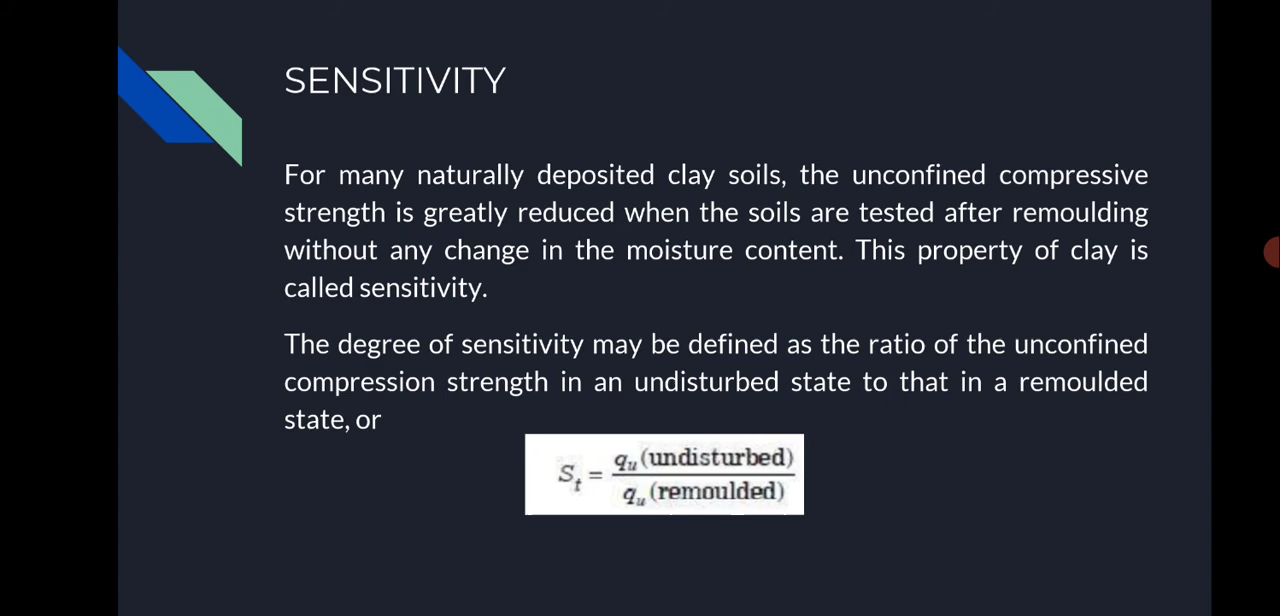 SENSITIVITY
For many naturally deposited clay soils, the unconfined compressive
strength is greatly reduced when the soils are tested after remoulding
without any change in the moisture content. This property of clay is
called sensitivity.
The degree of sensitivity may be defined as the ratio of the unconfined
compression strength in an undisturbed state to that in a remoulded
state, or
S_t = q_u (undisturbed) / q_u (remoulded)